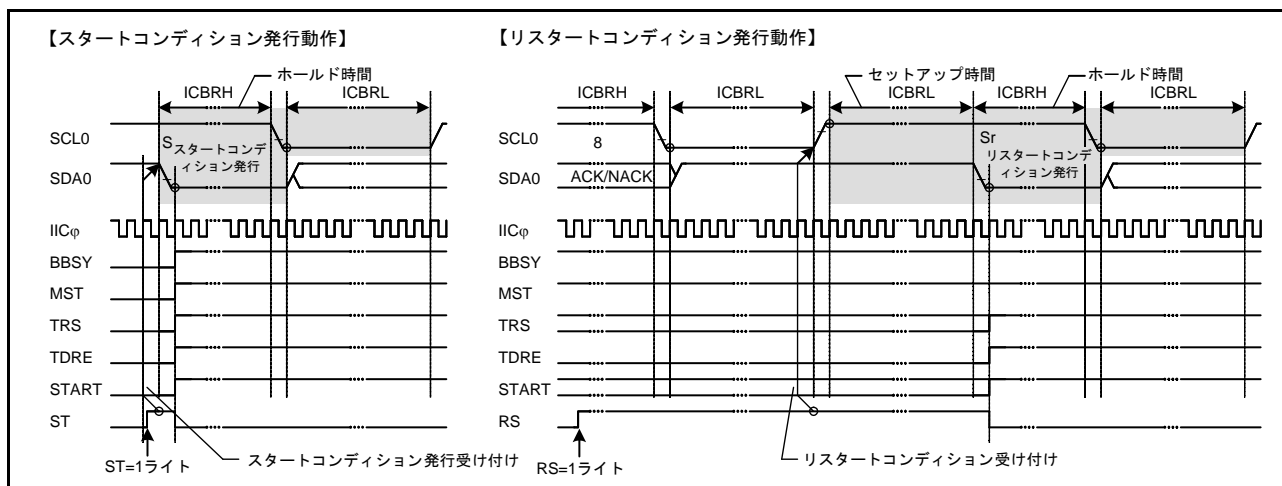 【スタートコンディション発行動作】
【リスタートコンディション発行動作】
ホールド時間
セットアップ時間
ホールド時間
ICBRH
ICBRL
ICBRH
ICBRL
ICBRL
ICBRH
ICBRL
SCL0
S
スタートコンデ
ィション発行
SDA0
SCL0
8
Sr
リスタートコンデ
ィション発行
SDA0
ACK/NACK
IICφ
IICφ
BBSY
BBSY
MST
MST
TRS
TRS
TDRE
TDRE
START
START
ST
RS
ST=1ライト
スタートコンディション発行受け付け
RS=1ライト
リスタートコンディション受け付け